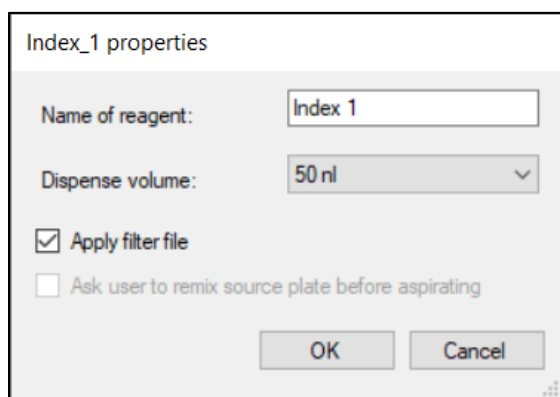 Index_1 properties
Name of reagent: Index 1
Dispense volume: 50 nl
Apply filter file
Ask user to remix source plate before aspirating
OK Cancel